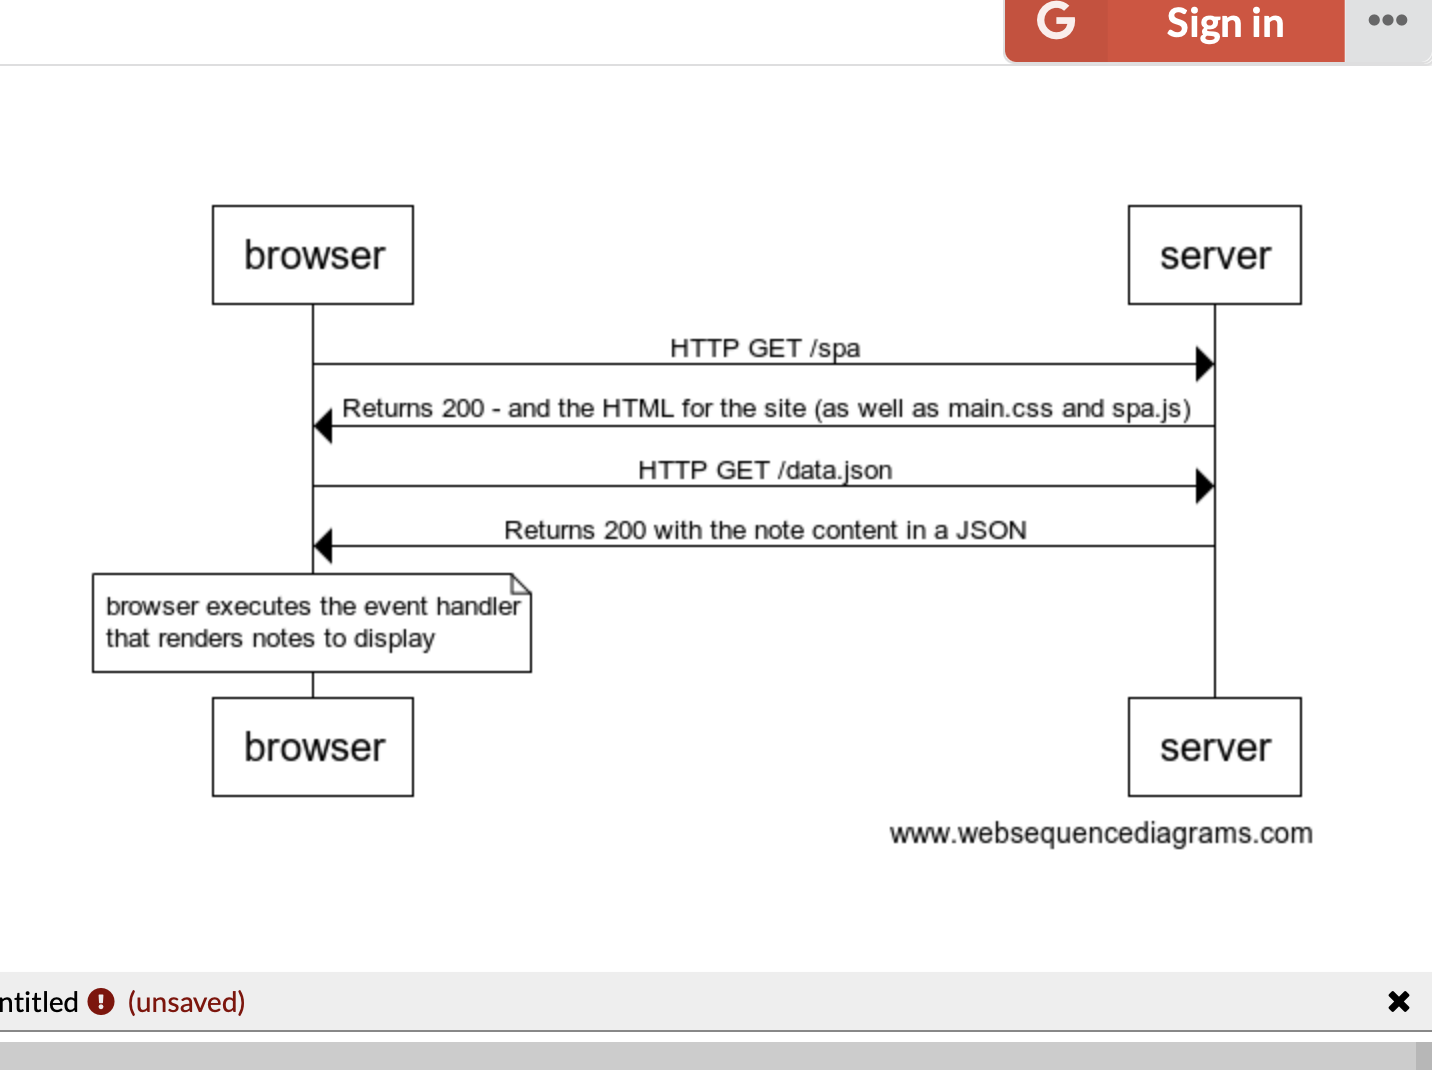 G Sign in
browser server
HTTP GET /spa
Returns 200 - and the HTML for the site (as well as main.css and spa.js)
HTTP GET /data.json
Returns 200 with the note content in a JSON
browser executes the event handler
that renders notes to display
browser server
www.websequencediagrams.com
ntitled ! (unsaved)